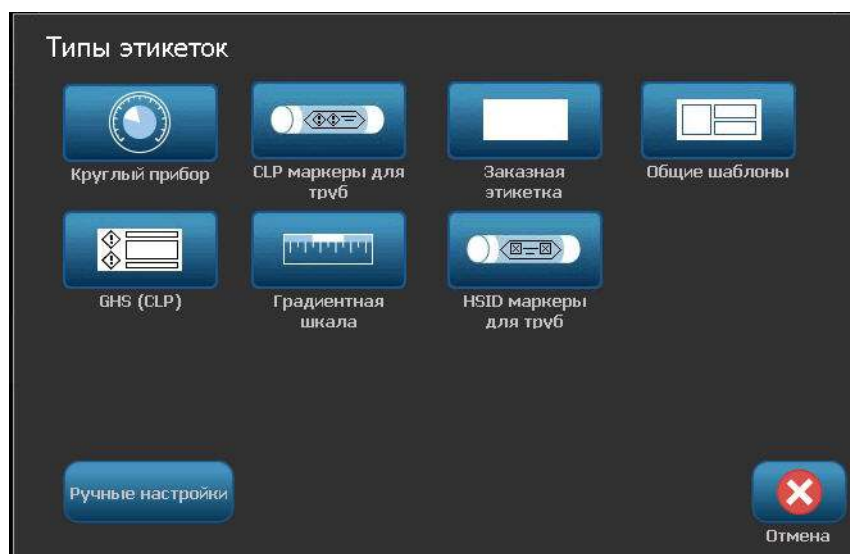 Типы этикеток
Круглый прибор
CLP маркеры для
труб
Заказная
этикетка
Общие шаблоны
GHS (CLP)
Градиентная
шкала
HSID маркеры
для труб
Ручные настройки
Отмена